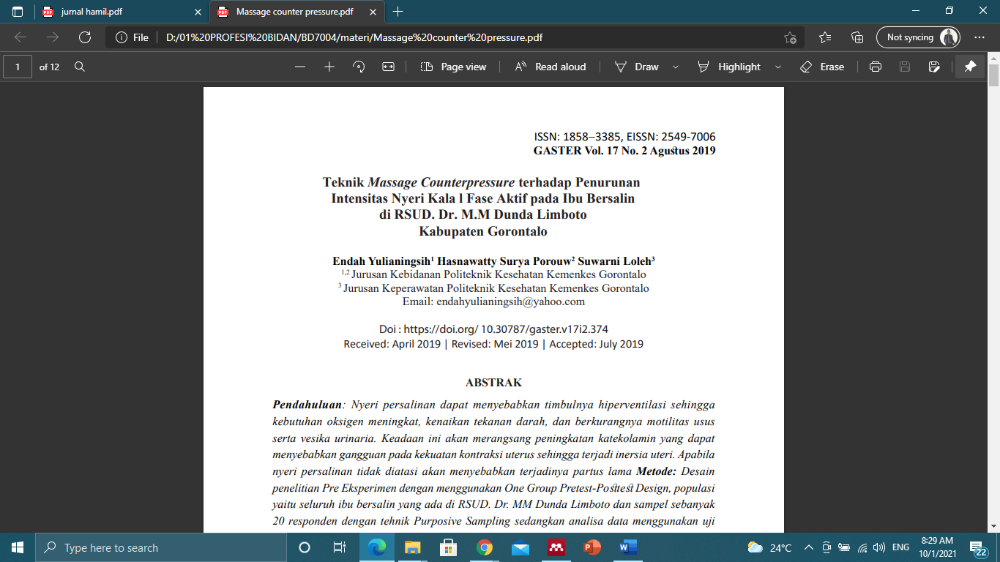 jurnal hamil.pdf
Massage counter pressure.pdf
File
D:/01%20PROFESI%20BIDAN/BD7004/materi/Massage%20counter%20pressure.pdf
Not syncing
1 of 12
Page view
Read aloud
Draw
Highlight
Erase
ISSN: 1858–3385, EISSN: 2549-7006
GASTER Vol. 17 No. 2 Agustus 2019
Teknik Massage Counterpressure terhadap Penurunan
Intensitas Nyeri Kala l Fase Aktif pada Ibu Bersalin
di RSUD. Dr. M.M Dunda Limboto
Kabupaten Gorontalo
Endah Yulianingsih¹ Hasnawatty Surya Porouw² Suwarni Loleh³
1,2 Jurusan Kebidanan Politeknik Kesehatan Kemenkes Gorontalo
3 Jurusan Keperawatan Politeknik Kesehatan Kemenkes Gorontalo
Email: endahyulianingsih@yahoo.com
Doi : https://doi.org/ 10.30787/gaster.v17i2.374
Received: April 2019 | Revised: Mei 2019 | Accepted: July 2019
ABSTRAK
Pendahuluan: Nyeri persalinan dapat menyebabkan timbulnya hiperventilasi sehingga
kebutuhan oksigen meningkat, kenaikan tekanan darah, dan berkurangnya motilitas usus
serta vesika urinaria. Keadaan ini akan merangsang peningkatan katekolamin yang dapat
menyebabkan gangguan pada kekuatan kontraksi uterus sehingga terjadi inersia uteri. Apabila
nyeri persalinan tidak diatasi akan menyebabkan terjadinya partus lama Metode: Desain
penelitian Pre Eksperimen dengan menggunakan One Group Pretest-Posttest Design, populasi
yaitu seluruh ibu bersalin yang ada di RSUD. Dr. MM Dunda Limboto dan sampel sebanyak
20 responden dengan tehnik Purposive Sampling sedangkan analisa data menggunakan uji
Type here to search
24°C
ENG
8:29 AM
10/1/2021
22